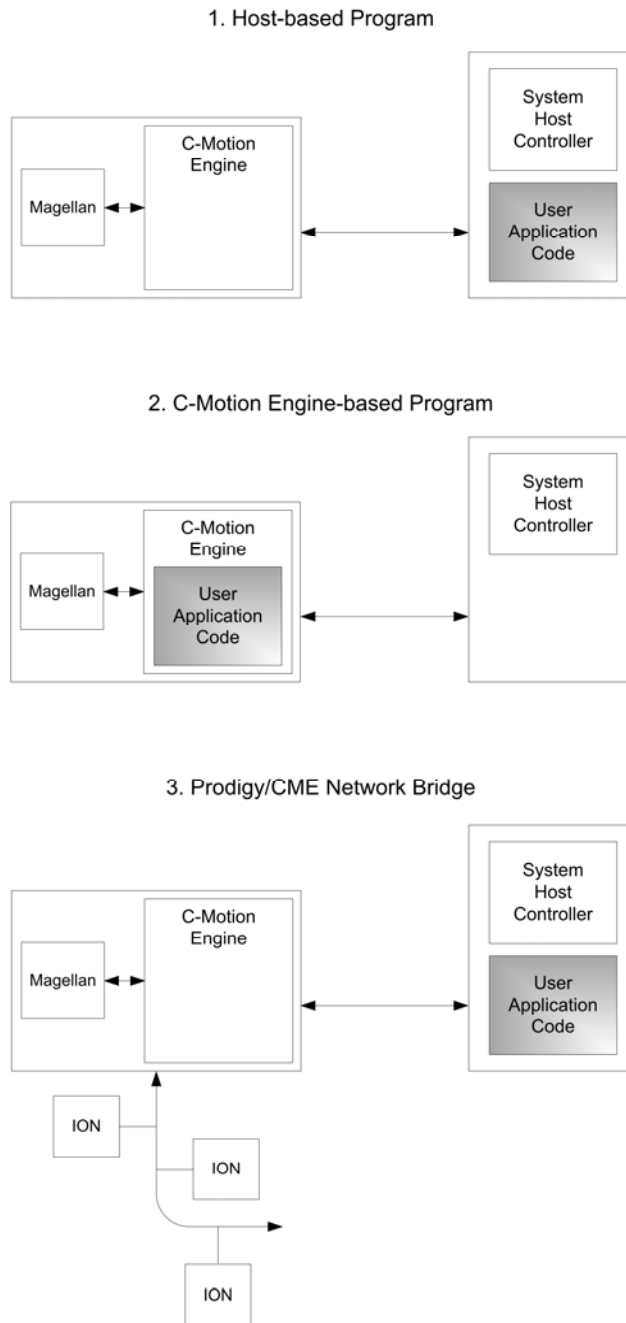 1. Host-based Program
System
Host
Controller
C-Motion
Engine
Magellan
User
Application
Code
2. C-Motion Engine-based Program
System
Host
Controller
C-Motion
Engine
Magellan
User
Application
Code
3. Prodigy/CME Network Bridge
System
Host
Controller
C-Motion
Engine
Magellan
User
Application
Code
ION
ION
ION